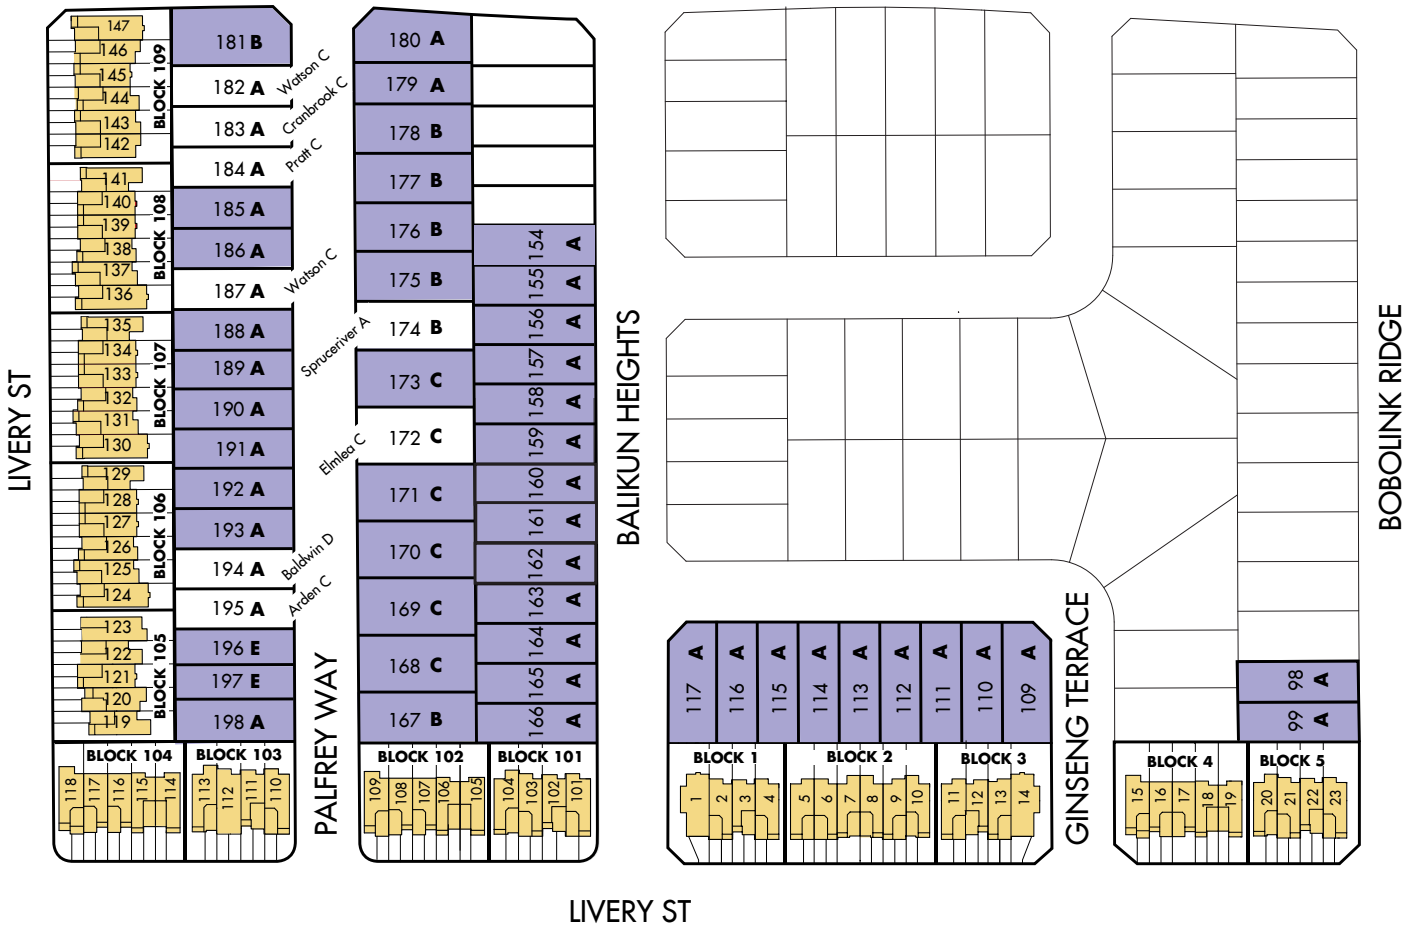 147
146
145
144
143
142
BLOCK 109
141
140
139
138
137
136
BLOCK 108
135
134
133
132
131
130
BLOCK 107
129
128
127
126
125
124
BLOCK 106
123
122
121
120
119
BLOCK 105
181 B
182 A
183 A
184 A
185 A
186 A
187 A
188 A
189 A
190 A
191 A
192 A
193 A
194 A
195 A
196 E
197 E
198 A
Watson C
Cranbrook C
Pratt C
Watson C
Spruceriver A
Elmlea C
Baldwin D
Arden C
180 A
179 A
178 B
177 B
176 B
175 B
174 B
173 C
172 C
171 C
170 C
169 C
168 C
167 B
154 A
155 A
156 A
157 A
158 A
159 A
160 A
161 A
162 A
163 A
164 A
165 A
166 A
LIVERY ST
PALFREY WAY
BALIKUN HEIGHTS
GINSENG TERRACE
BOBOLINK RIDGE
117 A
116 A
115 A
114 A
113 A
112 A
111 A
110 A
109 A
98 A
99 A
BLOCK 104
118
117
116
115
114
BLOCK 103
113
112
111
110
BLOCK 102
109
108
107
106
105
BLOCK 101
104
103
102
101
BLOCK 1
1
2
3
4
BLOCK 2
5
6
7
8
9
10
BLOCK 3
11
12
13
14
BLOCK 4
15
16
17
18
19
BLOCK 5
20
21
22
23
LIVERY ST